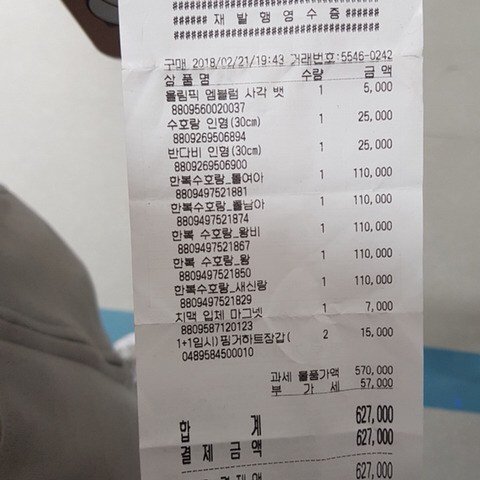 ######################
###### 재 발 행 영 수 증 ######
######################
구매 2018/02/21/19:43 거래번호:5546-0242
상 품 명 수량 금 액
올림픽 엠블럼 사각 뱃 1 5,000
8809560020037
수호랑 인형(30cm) 1 25,000
8809269506894
반다비 인형(30cm) 1 25,000
8809269506900
한복수호랑_돌여아 1 110,000
8809497521881
한복수호랑_돌남아 1 110,000
8809497521874
한복 수호랑_왕비 1 110,000
8809497521867
한복 수호랑_왕 1 110,000
8809497521850
한복수호랑_새신랑 1 110,000
8809497521829
치맥 입체 마그넷 1 7,000
8809587120123
1+1임시)핑거하트장갑( 2 15,000
0489584500010
과세 물품가액 570,000
부 가 세 57,000
합 계 627,000
결 제 금 액 627,000
627,000